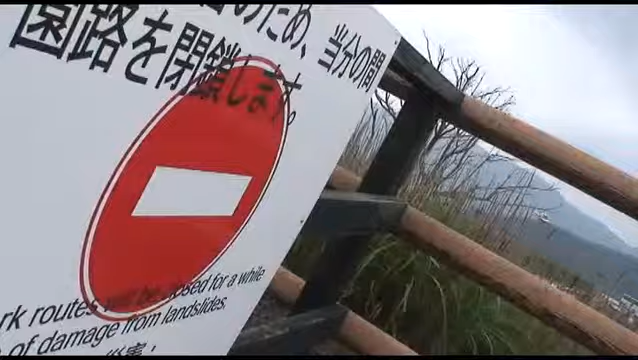 のため、当分の間
園路を閉鎖します。
rk routes will be closed for a while
of damage from landslides.